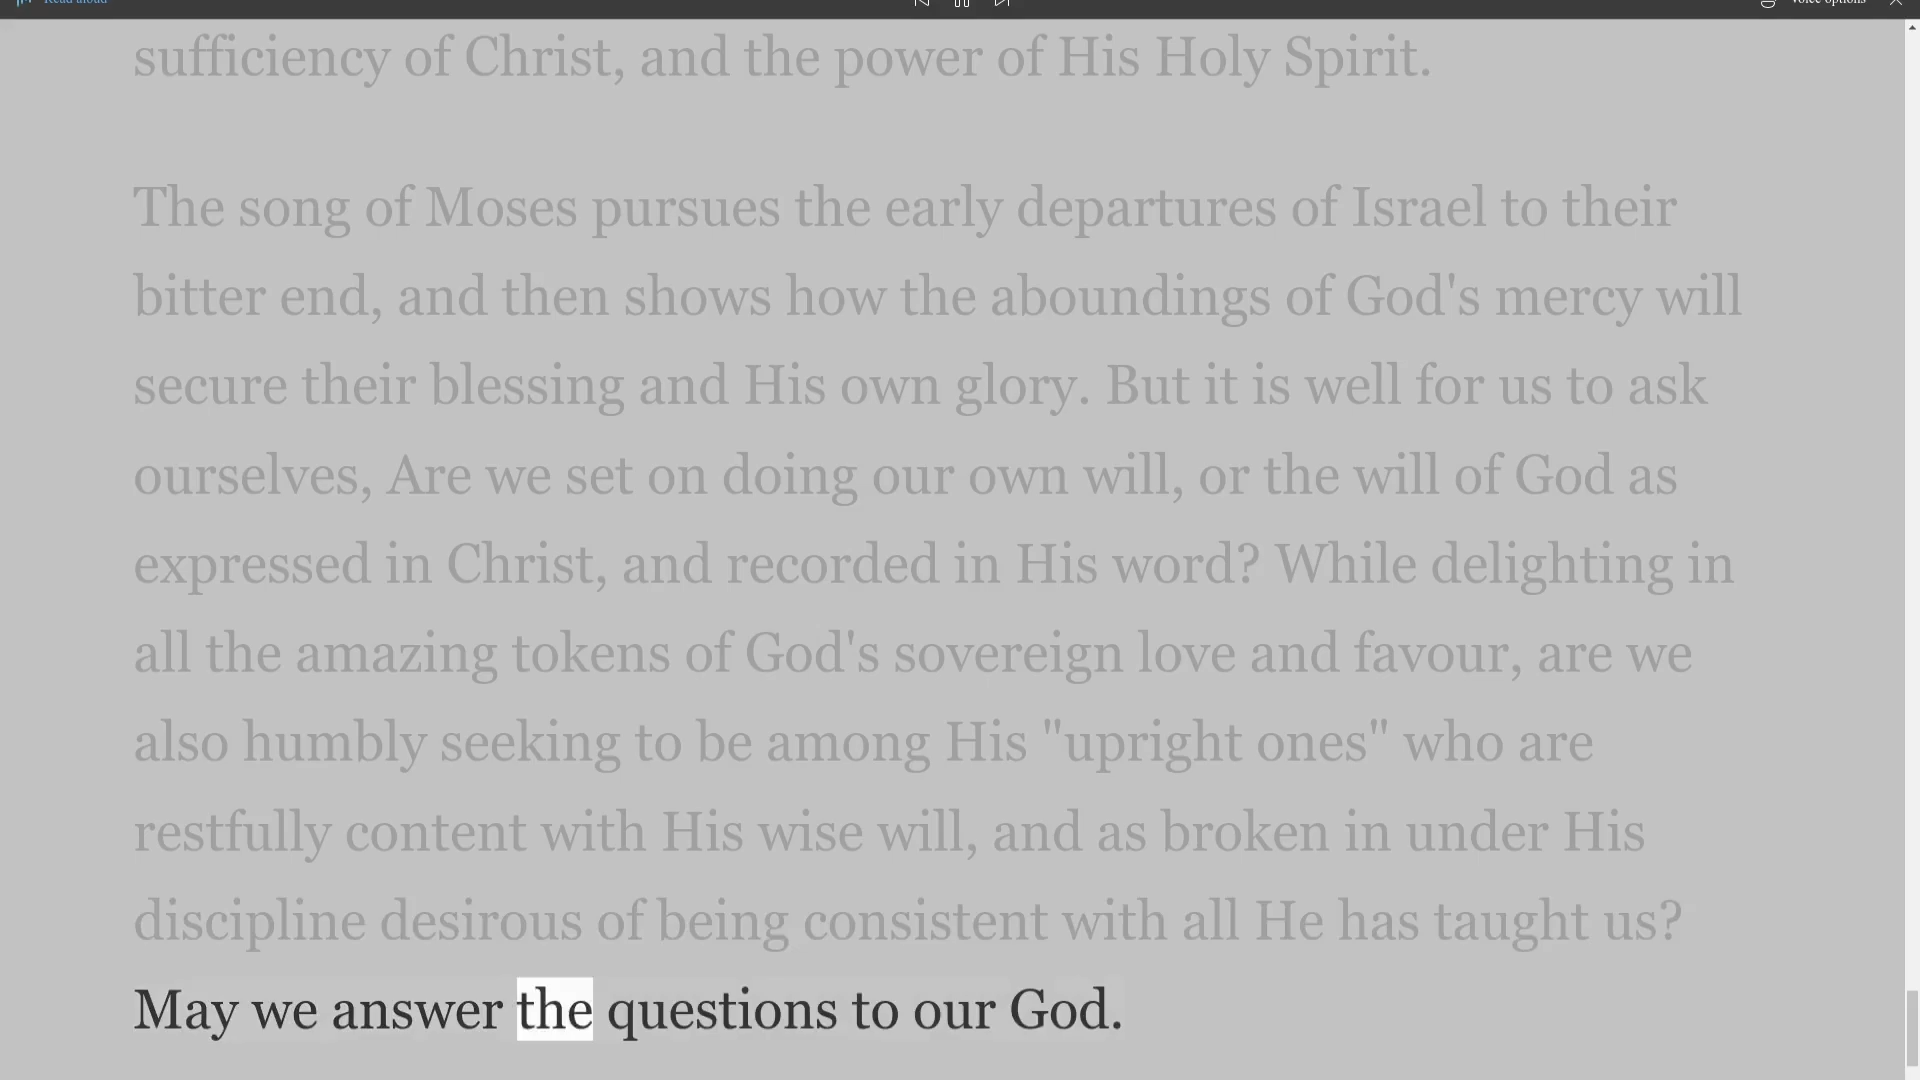 Read aloud
Voice options
sufficiency of Christ, and the power of His Holy Spirit.
The song of Moses pursues the early departures of Israel to their
bitter end, and then shows how the aboundings of God's mercy will
secure their blessing and His own glory. But it is well for us to ask
ourselves, Are we set on doing our own will, or the will of God as
expressed in Christ, and recorded in His word? While delighting in
all the amazing tokens of God's sovereign love and favour, are we
also humbly seeking to be among His "upright ones" who are
restfully content with His wise will, and as broken in under His
discipline desirous of being consistent with all He has taught us?
May we answer the questions to our God.